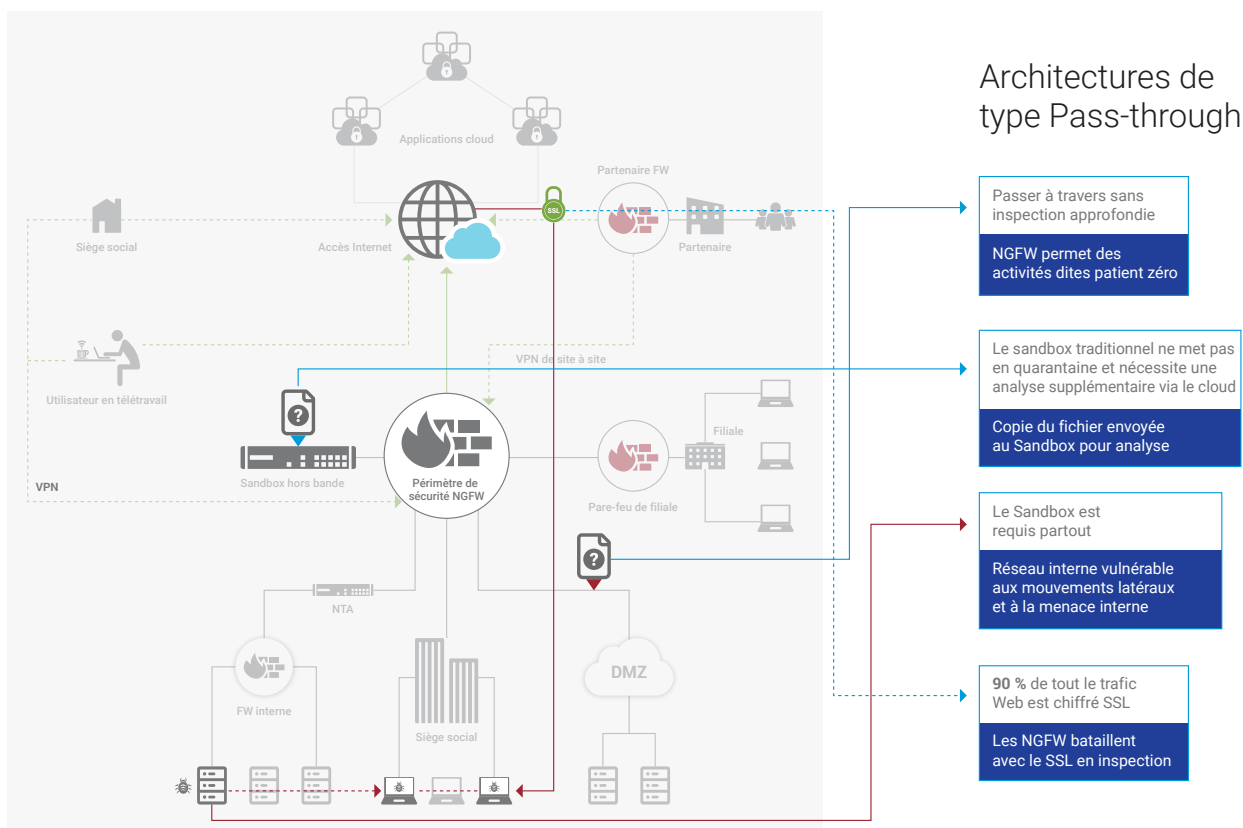 Architectures de
type Pass-through
Applications cloud
Partenaire FW
SSL
Siège social
Accès Internet
Partenaire
VPN de site à site
Utilisateur en télétravail
?
Filiale
Sandbox hors bande
Périmètre de
sécurité NGFW
VPN
Pare-feu de filiale
?
NTA
DMZ
FW interne
Siège social
Passer à travers sans
inspection approfondie
NGFW permet des
activités dites patient zéro
Le sandbox traditionnel ne met pas
en quarantaine et nécessite une
analyse supplémentaire via le cloud
Copie du fichier envoyée
au Sandbox pour analyse
Le Sandbox est
requis partout
Réseau interne vulnérable
aux mouvements latéraux
et à la menace interne
90 % de tout le trafic
Web est chiffré SSL
Les NGFW bataillent
avec le SSL en inspection